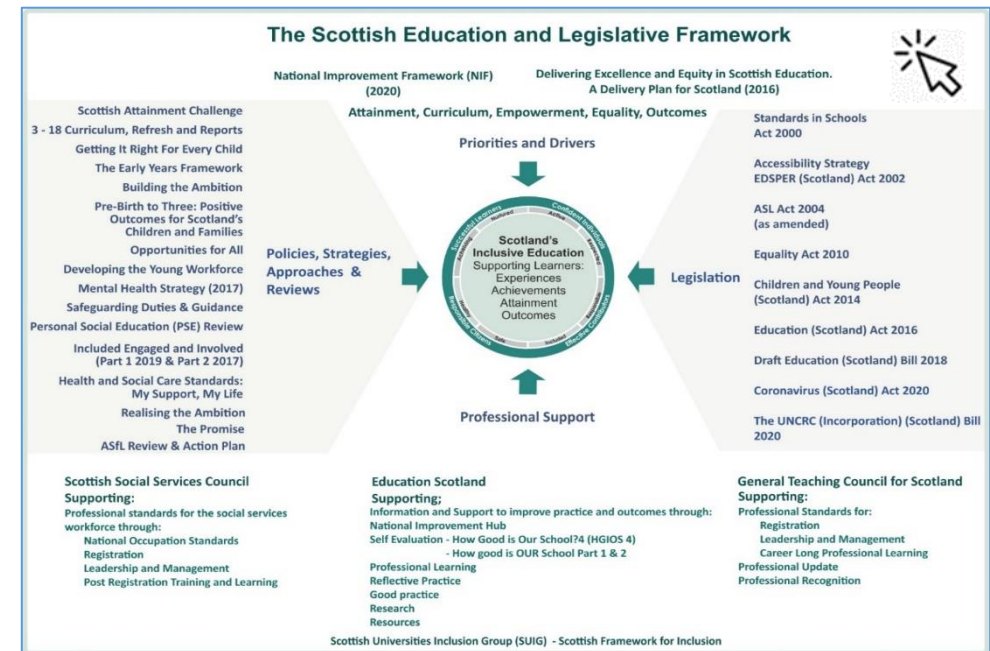 The Scottish Education and Legislative Framework
National Improvement Framework (NIF)
(2020)
Delivering Excellence and Equity in Scottish Education.
A Delivery Plan for Scotland (2016)
Attainment, Curriculum, Empowerment, Equality, Outcomes
Priorities and Drivers
Scottish Attainment Challenge
3 - 18 Curriculum, Refresh and Reports
Getting It Right For Every Child
The Early Years Framework
Building the Ambition
Pre-Birth to Three: Positive
Outcomes for Scotland's
Children and Families
Opportunities for All
Developing the Young Workforce
Mental Health Strategy (2017)
Safeguarding Duties & Guidance
Personal Social Education (PSE) Review
Included Engaged and Involved
(Part 1 2019 & Part 2 2017)
Health and Social Care Standards:
My Support, My Life
Realising the Ambition
The Promise
ASfL Review & Action Plan
Policies, Strategies,
Approaches &
Reviews
Successful Learners
Confident Individuals
Responsible Citizens
Effective Contributors
Nurtured
Active
Respected
Responsible
Included
Safe
Healthy
Achieving
Scotland's
Inclusive Education
Supporting Learners:
Experiences
Achievements
Attainment
Outcomes
Legislation
Standards in Schools
Act 2000
Accessibility Strategy
EDSPER (Scotland) Act 2002
ASL Act 2004
(as amended)
Equality Act 2010
Children and Young People
(Scotland) Act 2014
Education (Scotland) Act 2016
Draft Education (Scotland) Bill 2018
Coronavirus (Scotland) Act 2020
The UNCRC (Incorporation) (Scotland) Bill
2020
Professional Support
Scottish Social Services Council
Supporting:
Professional standards for the social services
workforce through:
National Occupation Standards
Registration
Leadership and Management
Post Registration Training and Learning
Education Scotland
Supporting;
Information and Support to improve practice and outcomes through:
National Improvement Hub
Self Evaluation - How Good is Our School?4 (HGIOS 4)
- How good is OUR School Part 1 & 2
Professional Learning
Reflective Practice
Good practice
Research
Resources
General Teaching Council for Scotland
Supporting:
Professional Standards for:
Registration
Leadership and Management
Career Long Professional Learning
Professional Update
Professional Recognition
Scottish Universities Inclusion Group (SUIG) - Scottish Framework for Inclusion